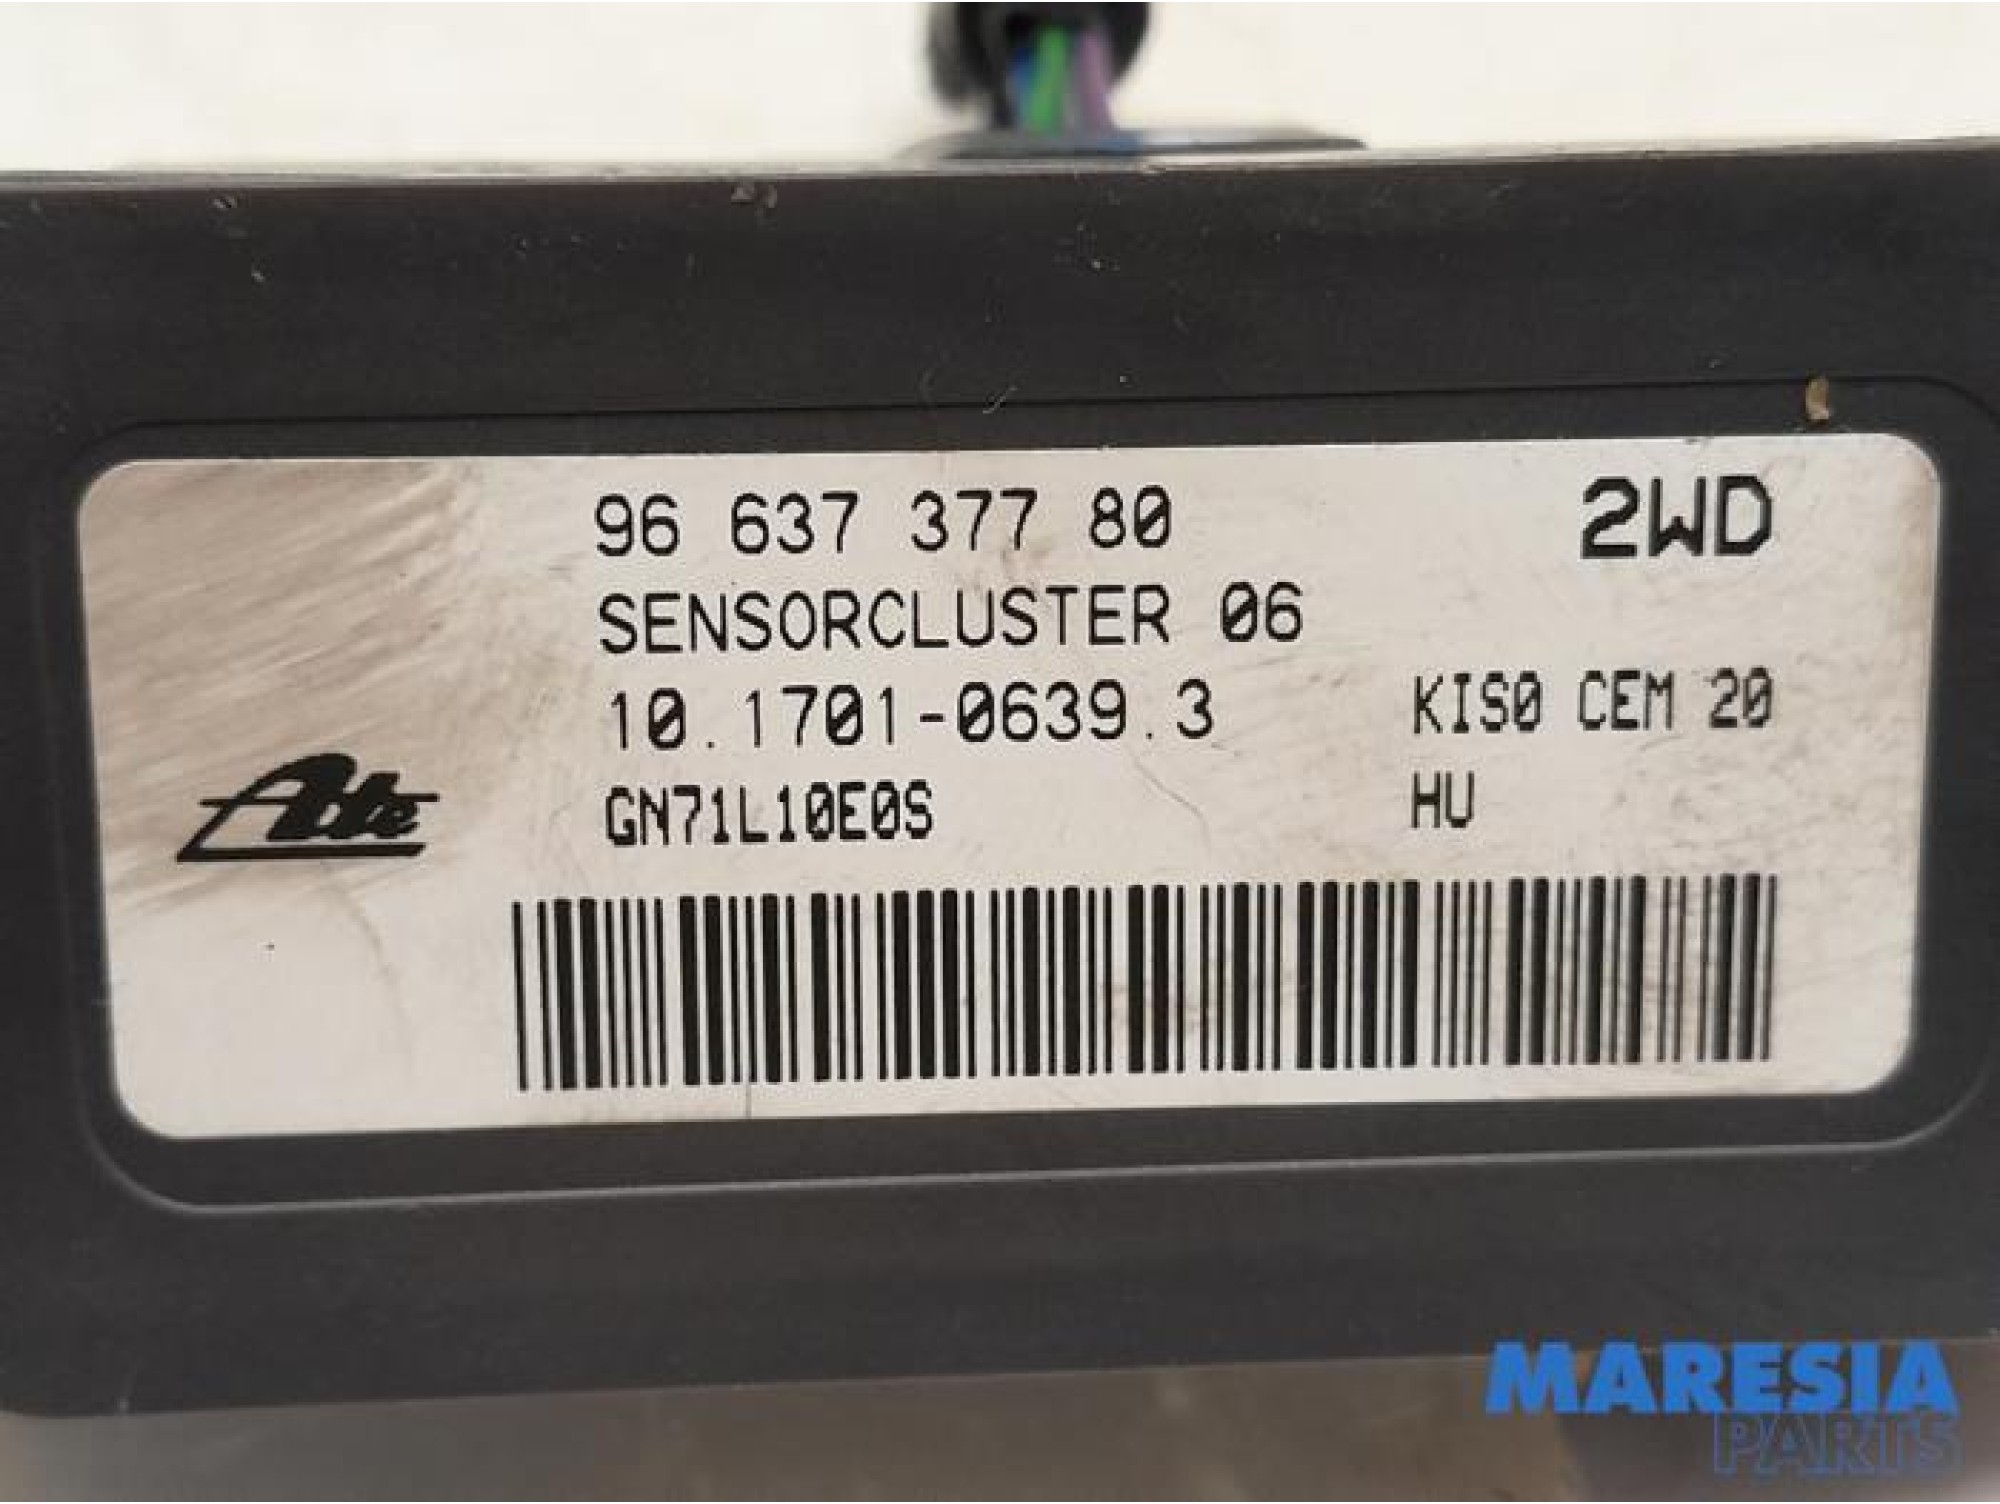 96 637 377 80 2WD
SENSORCLUSTER 06
10.1701-0639.3 KIS0 CEM 20
Ate GN71L10E0S HU
MARESIA
PARTS